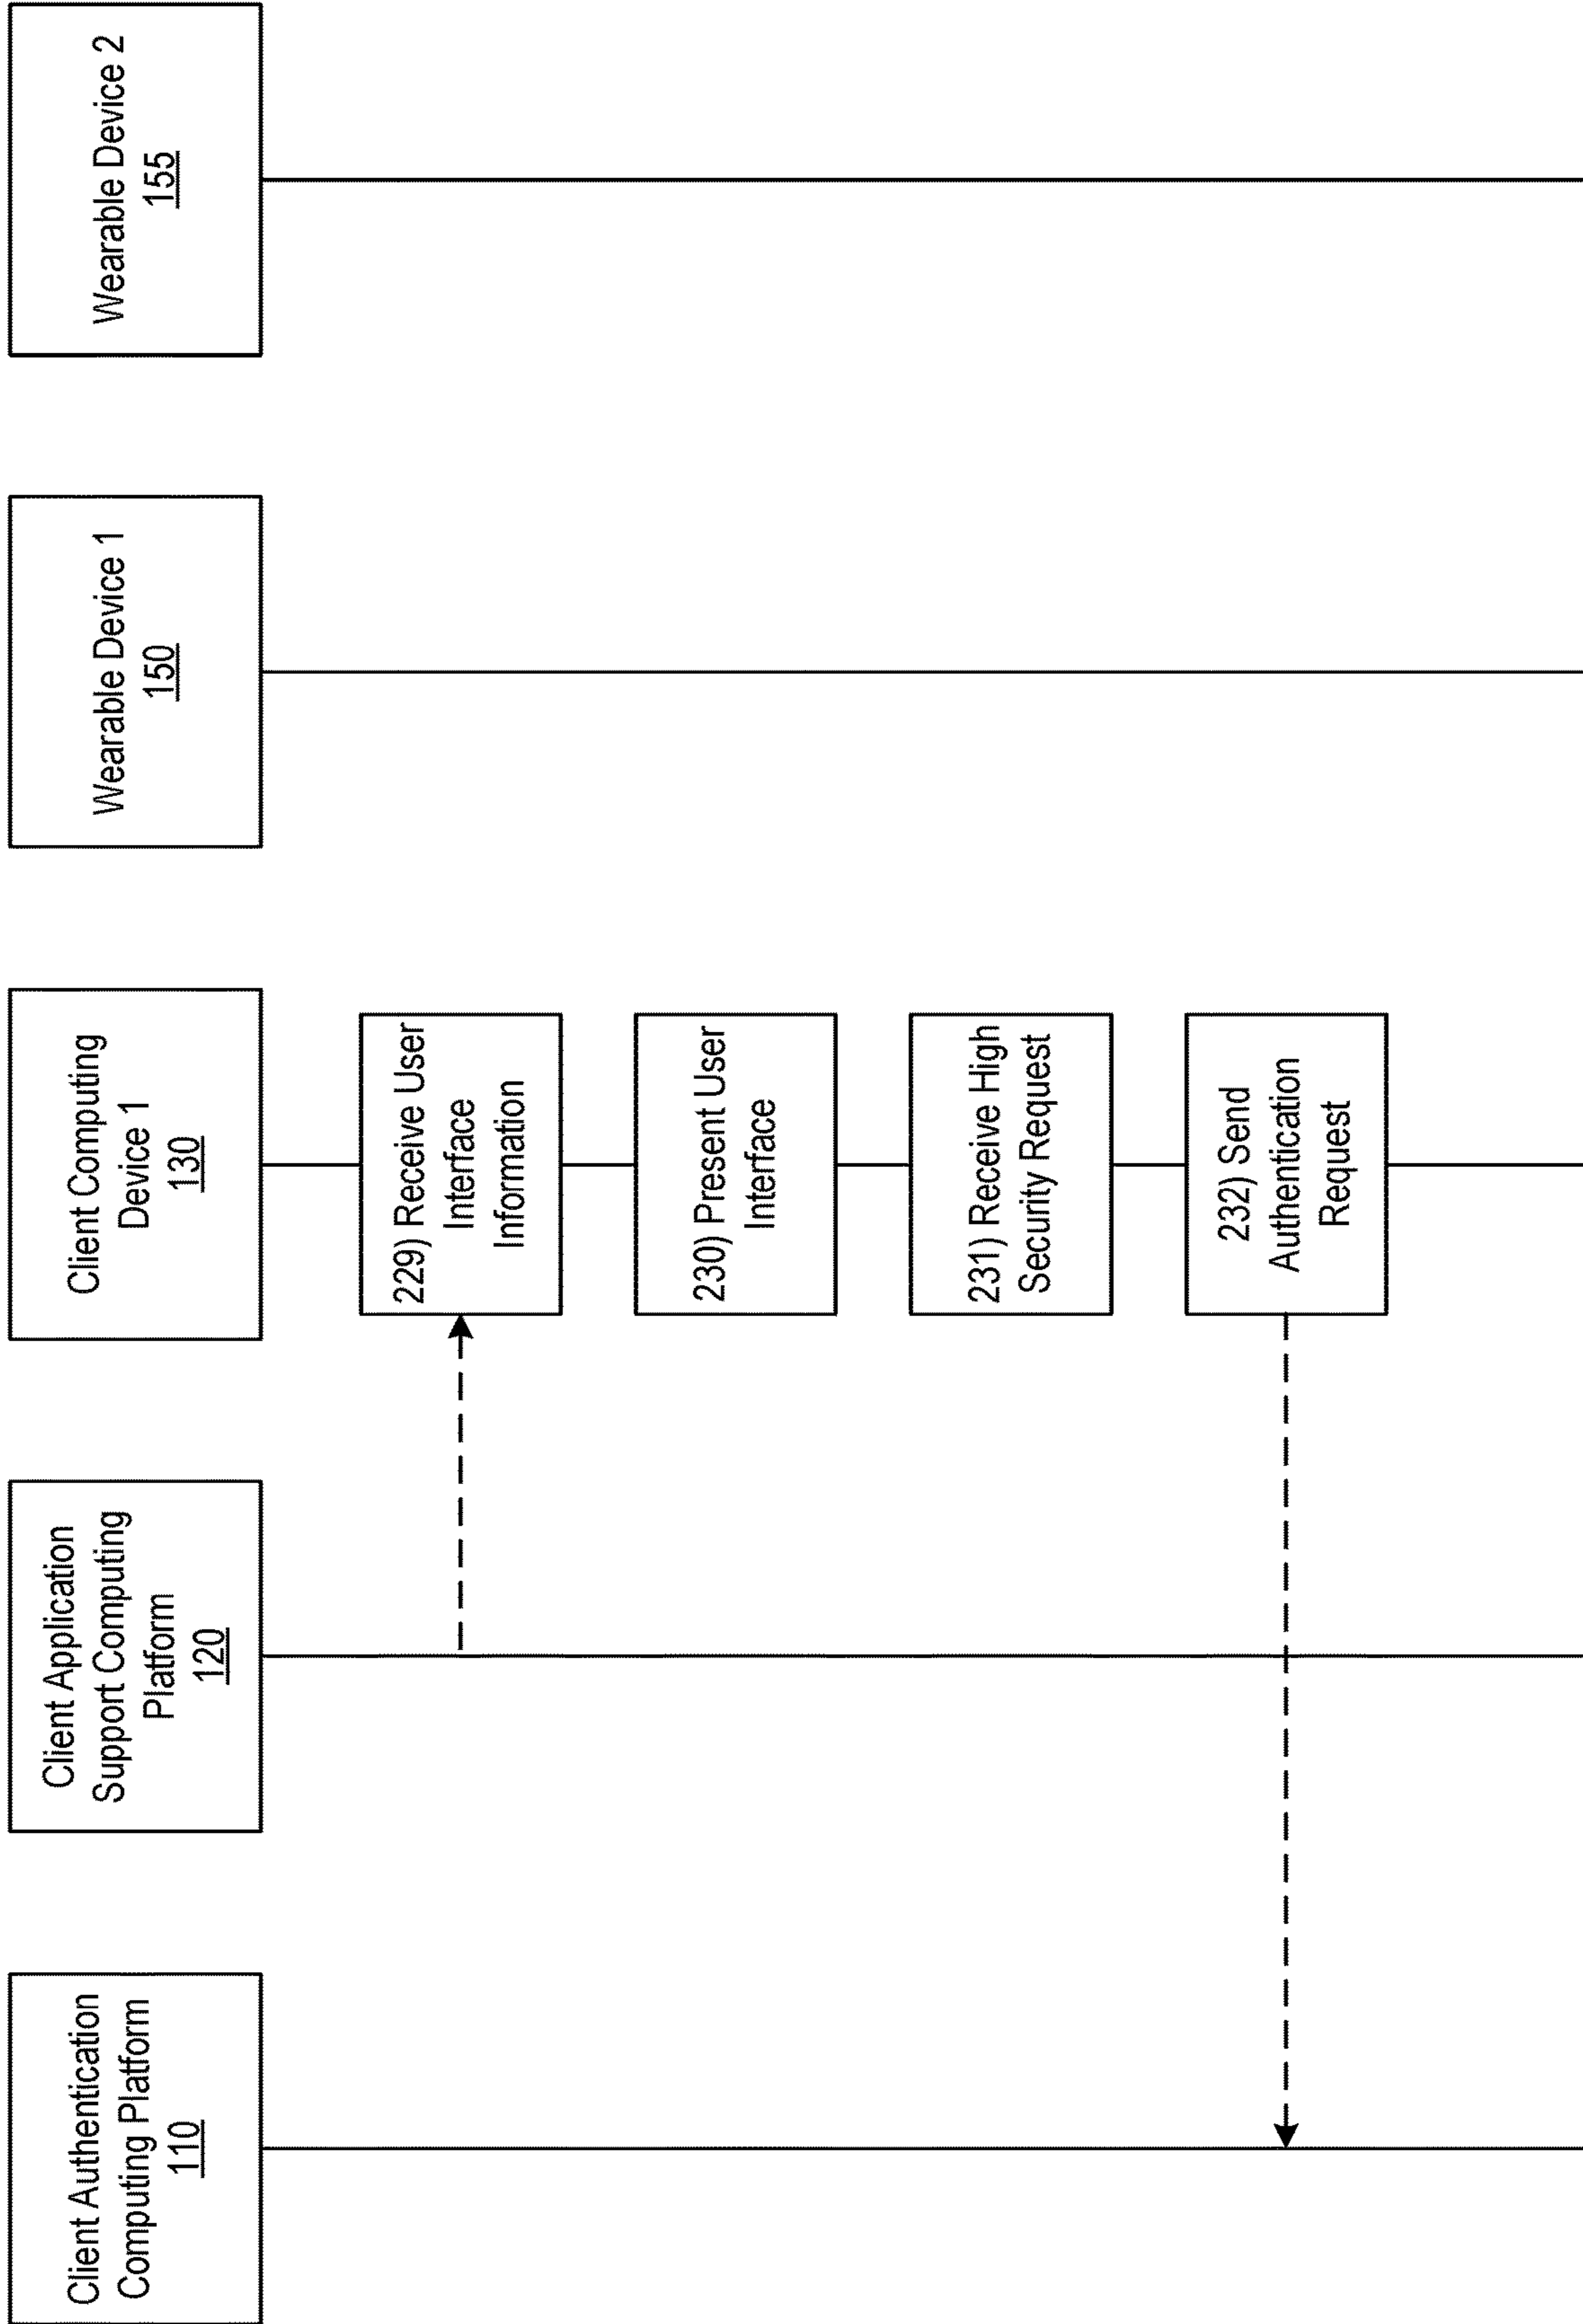 Client Authentication
Computing Platform
110
Client Application
Support Computing
Platform
120
Client Computing
Device 1
130
Wearable Device 1
150
Wearable Device 2
155
229) Receive User
Interface
Information
230) Present User
Interface
231) Receive High
Security Request
232) Send
Authentication
Request